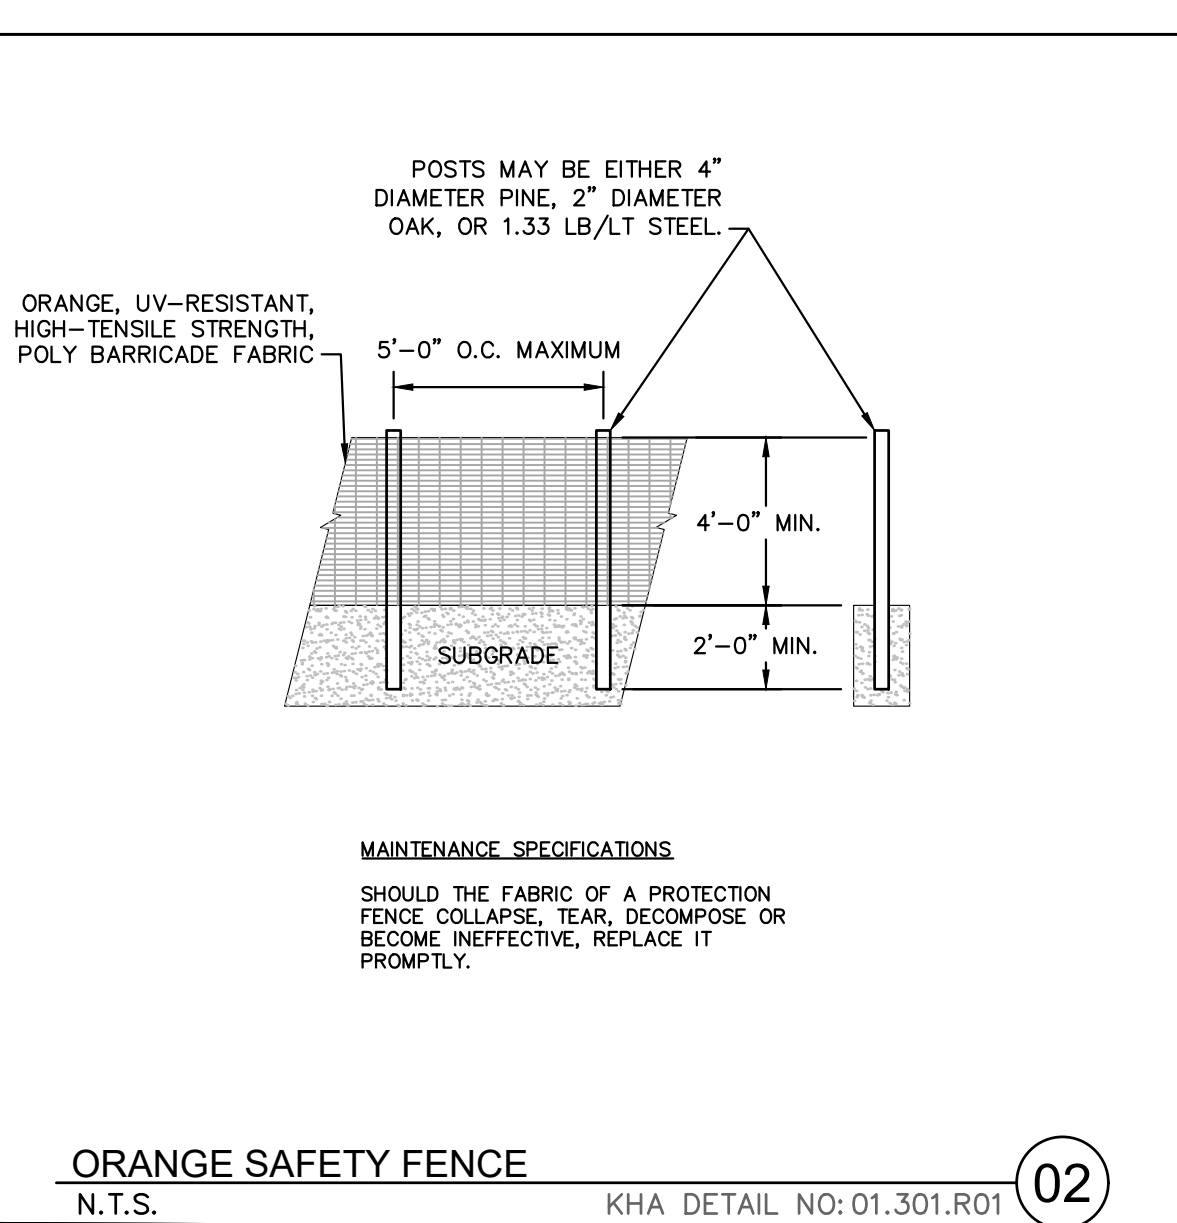 POSTS MAY BE EITHER 4"
DIAMETER PINE, 2" DIAMETER
OAK, OR 1.33 LB/LT STEEL.
ORANGE, UV-RESISTANT,
HIGH-TENSILE STRENGTH,
POLY BARRICADE FABRIC
5'-0" O.C. MAXIMUM
4'-0" MIN.
2'-0" MIN.
SUBGRADE
MAINTENANCE SPECIFICATIONS
SHOULD THE FABRIC OF A PROTECTION
FENCE COLLAPSE, TEAR, DECOMPOSE OR
BECOME INEFFECTIVE, REPLACE IT
PROMPTLY.
ORANGE SAFETY FENCE
N.T.S.
KHA DETAIL NO: 01.301.R01
02